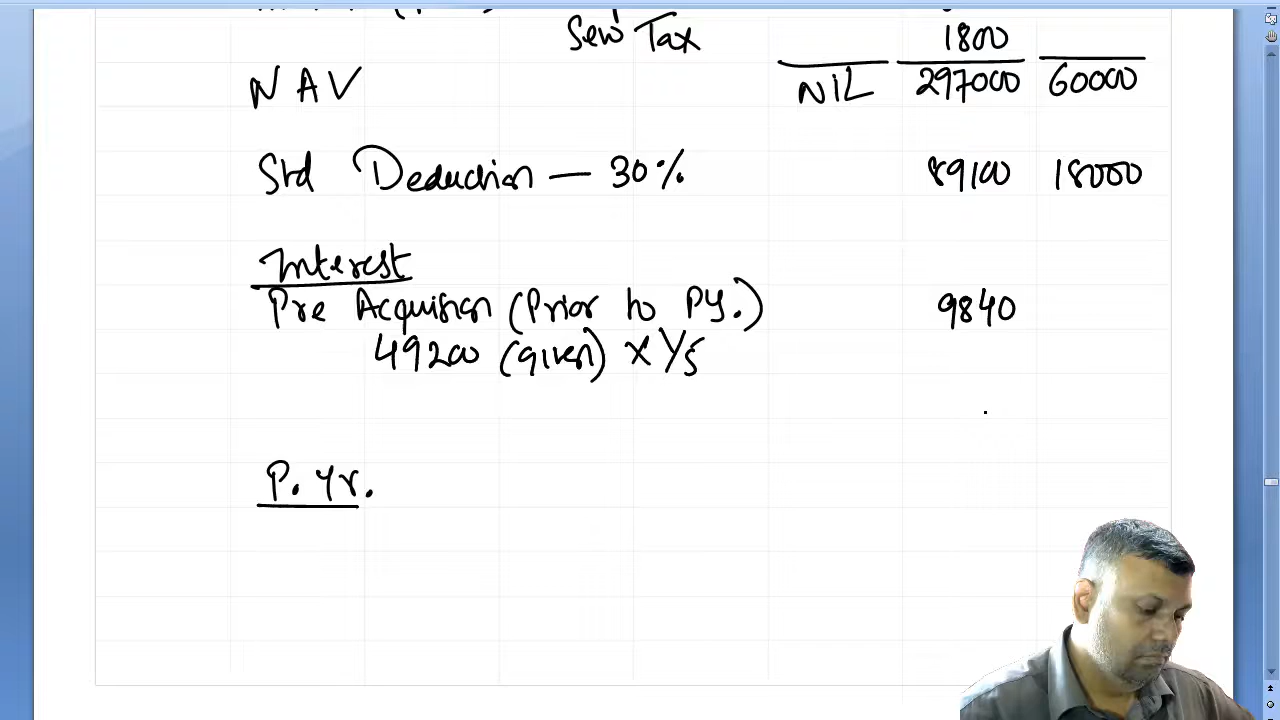 Sew Tax 1800
N A V NIL 297000 60000
Std Deduction — 30% 89100 18000
Interest
Pre Acquisition (Prior to PY.) 9840
49200 (given) X 1/5
P. Yr.